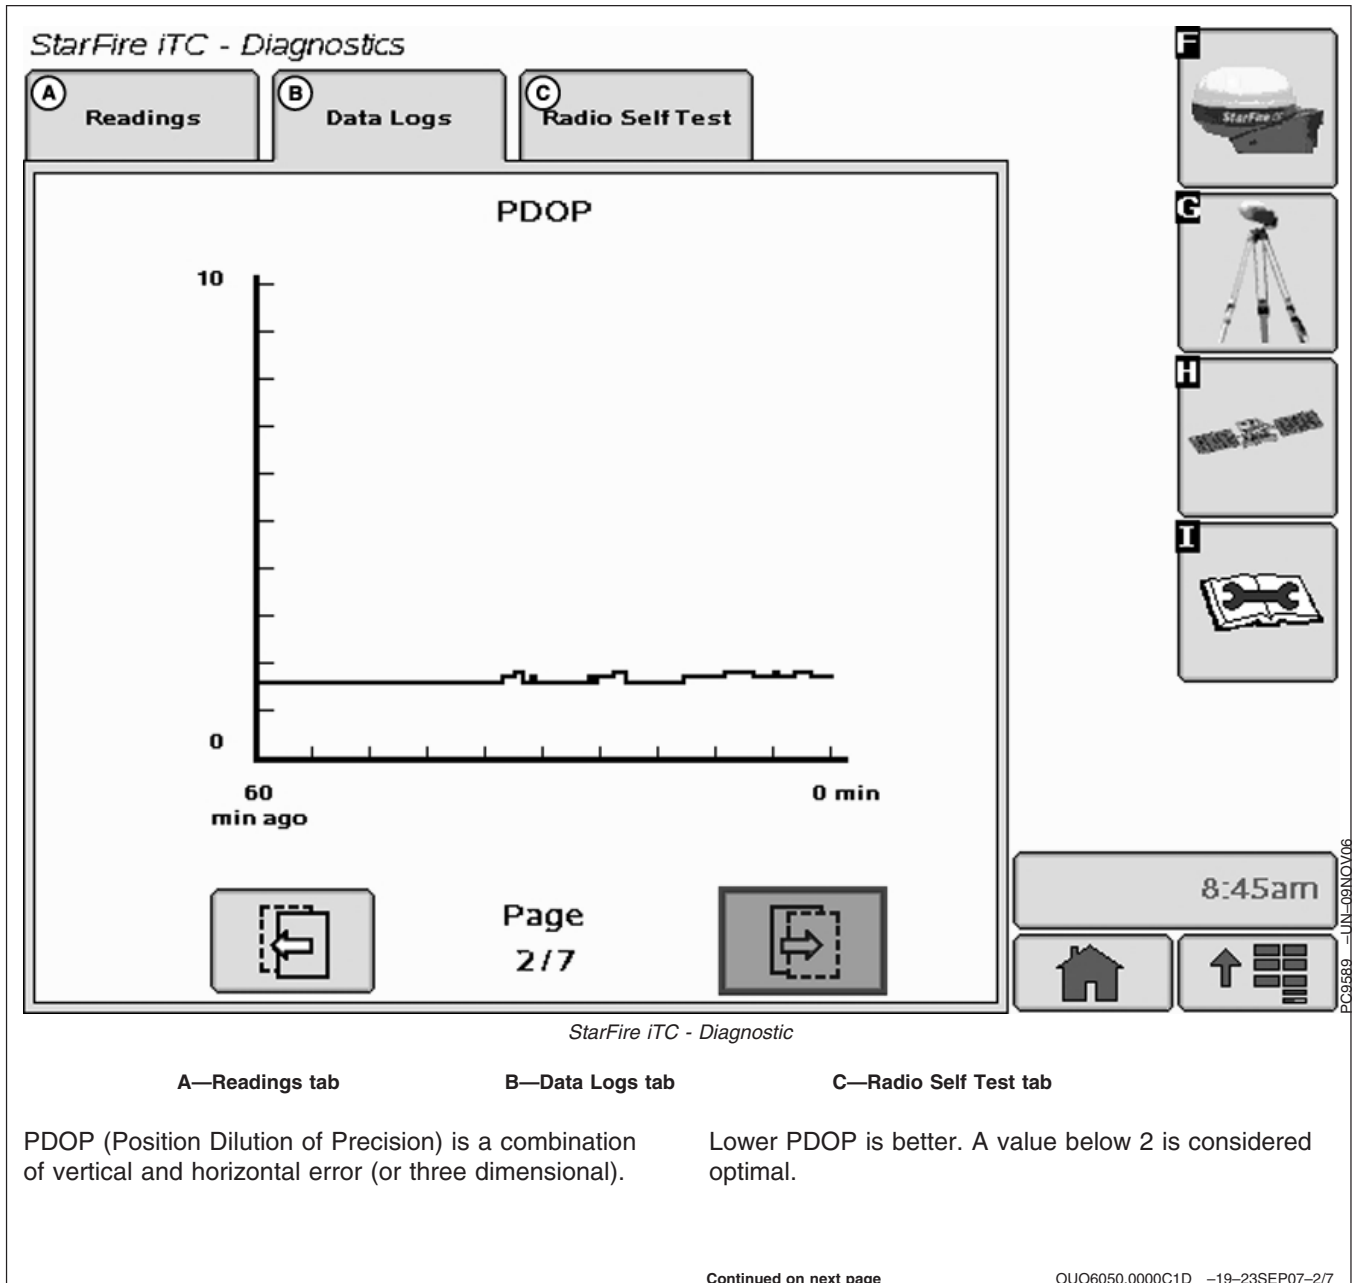 StarFire iTC - Diagnostics
A
Readings
B
Data Logs
C
Radio Self Test
F
StarFire
G
H
I
PDOP
10
0
60
min ago
0 min
Page
2/7
8:45am
PC9589 –UN–09NOV06
StarFire iTC - Diagnostic
A—Readings tab
B—Data Logs tab
C—Radio Self Test tab
PDOP (Position Dilution of Precision) is a combination
of vertical and horizontal error (or three dimensional).
Lower PDOP is better. A value below 2 is considered
optimal.
Continued on next page
OUO6050,0000C1D –19–23SEP07–2/7